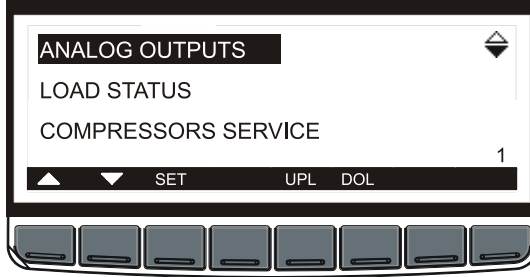 ANALOG OUTPUTS
LOAD STATUS
COMPRESSORS SERVICE
1
SET UPL DOL